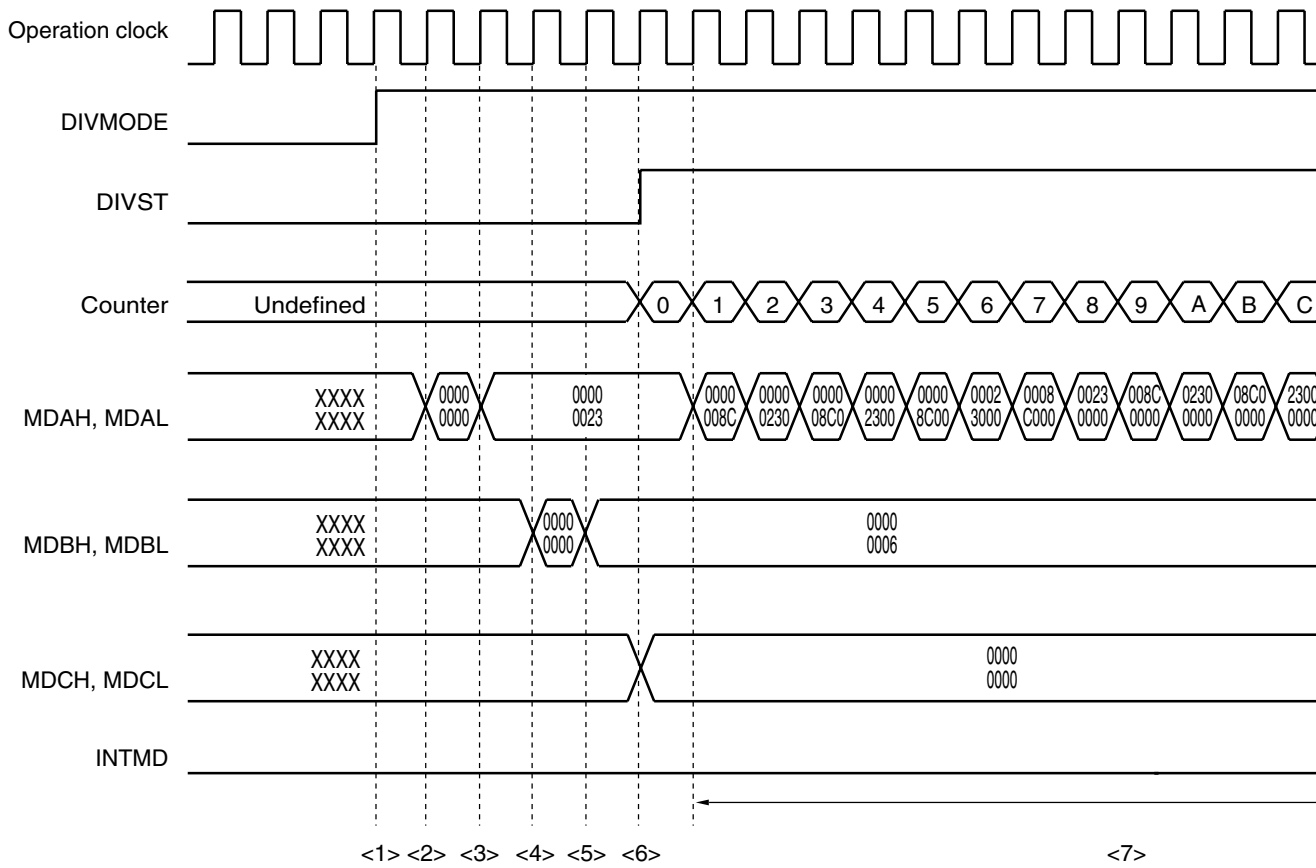 Operation clock
DIVMODE
DIVST
Counter Undefined 0 1 2 3 4 5 6 7 8 9 A B C
MDAH, MDAL XXXX 0000 0000 0000 0000 0000 0000 0000 0002 0008 0023 008C 0230 08C0 2300
XXXX 0000 0023 008C 0230 08C0 2300 8C00 3000 C000 0000 0000 0000 0000 0000
MDBH, MDBL XXXX 0000 0000
XXXX 0000 0006
MDCH, MDCL XXXX 0000
XXXX 0000
INTMD
<1> <2> <3> <4> <5> <6> <7>